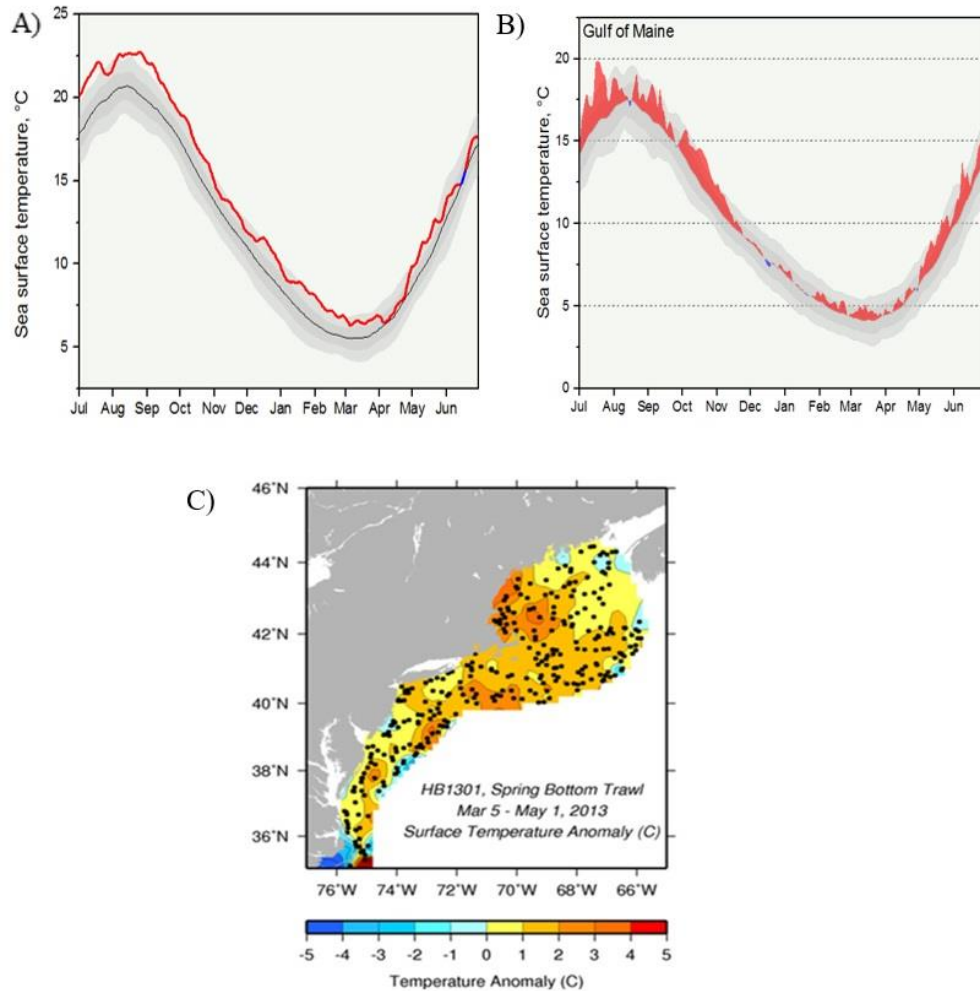 A)
Sea surface temperature, °C
25
20
15
10
5
Jul Aug Sep Oct Nov Dec Jan Feb Mar Apr May Jun
B)
Gulf of Maine
Sea surface temperature, °C
20
15
10
5
0
Jul Aug Sep Oct Nov Dec Jan Feb Mar Apr May Jun
C)
46°N
44°N
42°N
40°N
38°N
36°N
HB1301, Spring Bottom Trawl
Mar 5 - May 1, 2013
Surface Temperature Anomaly (C)
76°W 74°W 72°W 70°W 68°W 66°W
-5 -4 -3 -2 -1 0 1 2 3 4 5
Temperature Anomaly (C)